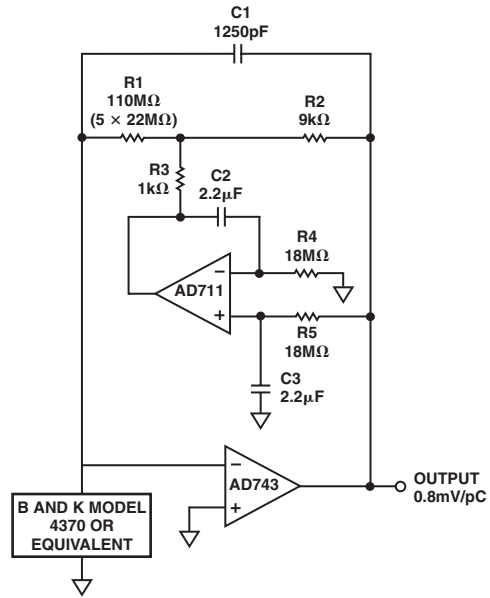 C1
1250pF
R1
110MΩ
(5 × 22MΩ)
R2
9kΩ
R3
1kΩ
C2
2.2μF
R4
18MΩ
–
AD711
+
R5
18MΩ
C3
2.2μF
–
AD743
+
OUTPUT
0.8mV/pC
B AND K MODEL
4370 OR
EQUIVALENT